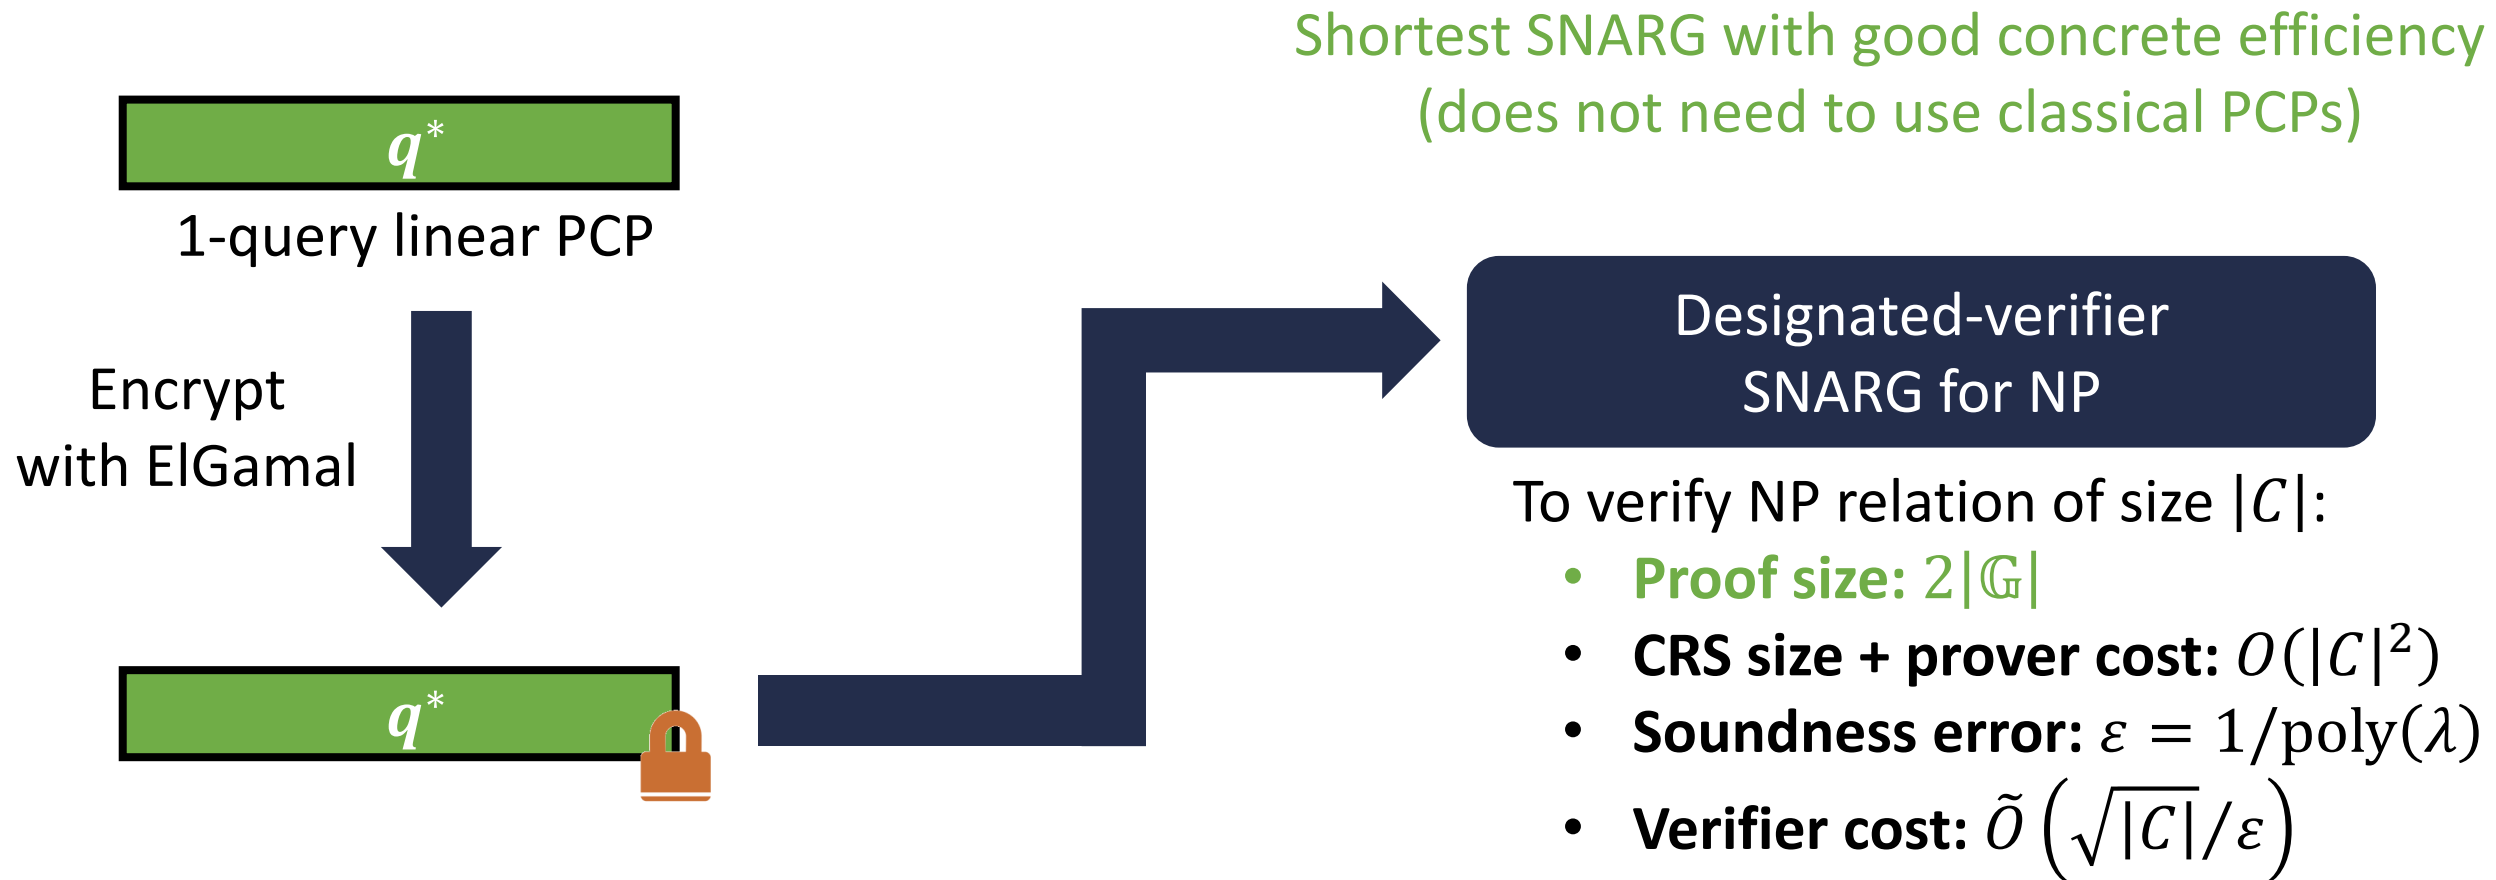 Shortest SNARG with good concrete efficiency
(does not need to use classical PCPs)
q*
1-query linear PCP
Encrypt
with ElGamal
q*
Designated-verifier
SNARG for NP
To verify NP relation of size |C|:
• Proof size: 2|𝔾|
• CRS size + prover cost: O(|C|²)
• Soundness error: ε = 1/poly(λ)
• Verifier cost: Õ(√|C|/ε)